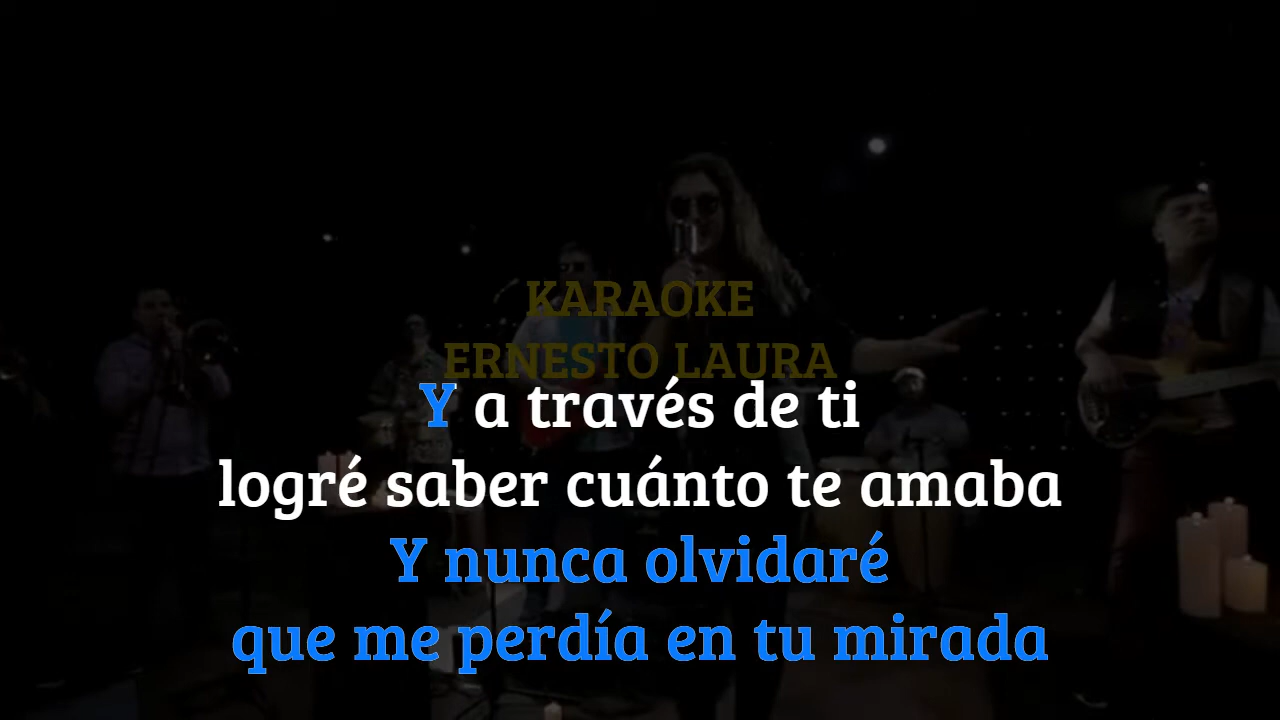 KARAOKE
ERNESTO LAURA
Y a través de ti
logré saber cuánto te amaba
Y nunca olvidaré
que me perdía en tu mirada